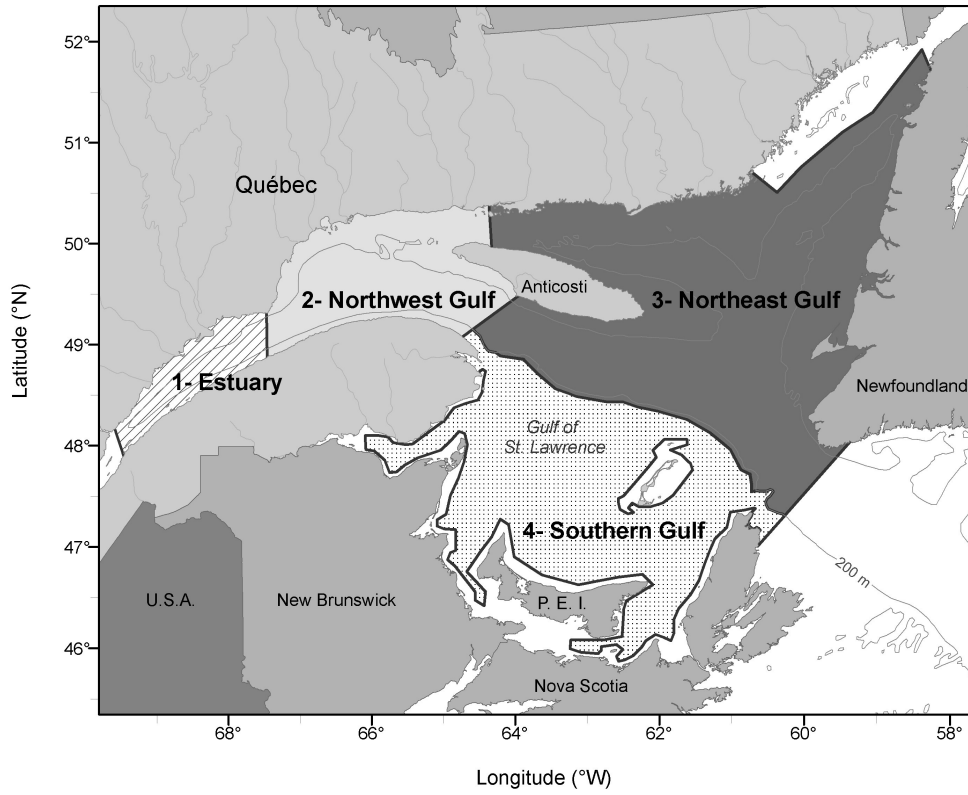 52°
51°
50°
49°
48°
47°
46°
Latitude (°N)
Québec
Anticosti
2- Northwest Gulf
3- Northeast Gulf
1- Estuary
Newfoundland
Gulf of
St. Lawrence
4- Southern Gulf
200 m
U.S.A.
New Brunswick
P. E. I.
Nova Scotia
68°
66°
64°
62°
60°
58°
Longitude (°W)